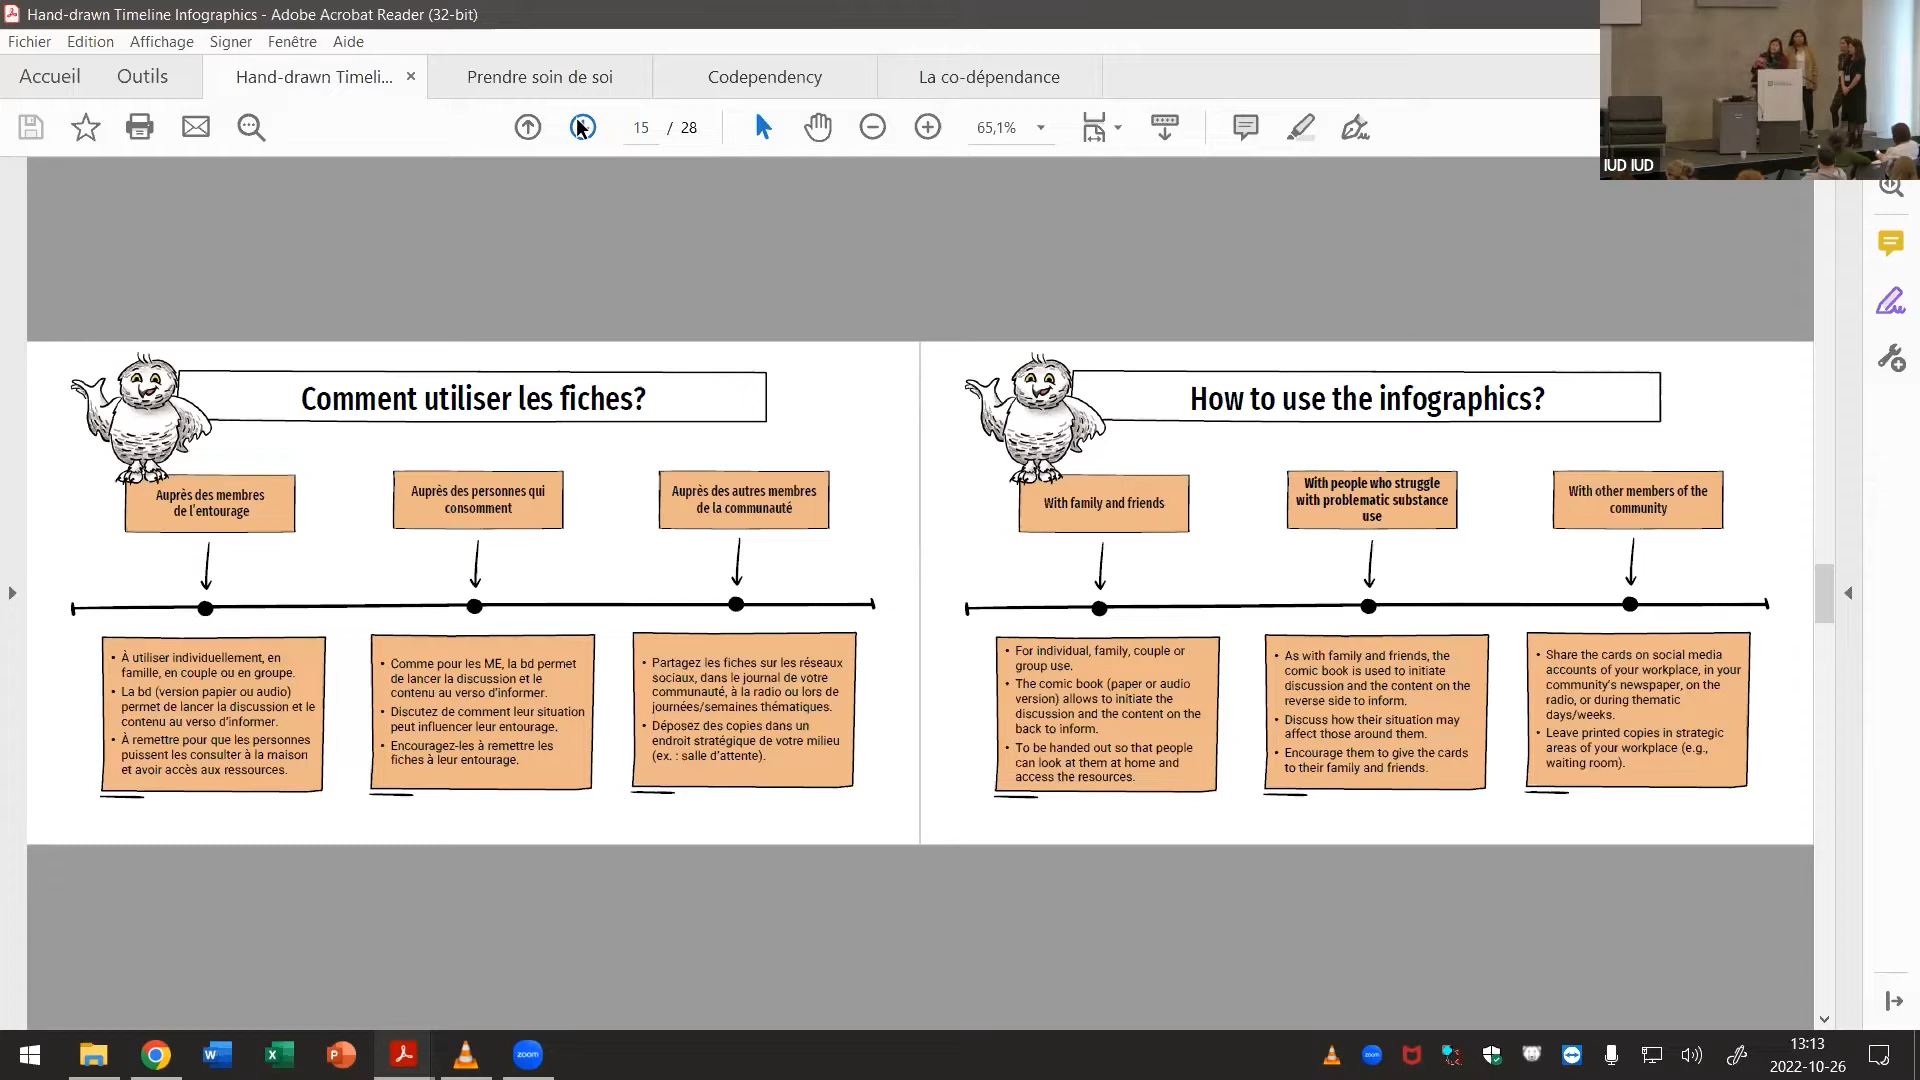 Hand-drawn Timeline Infographics - Adobe Acrobat Reader (32-bit)
Fichier Edition Affichage Signer Fenêtre Aide
Accueil Outils Hand-drawn Timeli... Prendre soin de soi Codependency La co-dépendance
15 / 28 65,1%
IUD IUD
Comment utiliser les fiches?
Auprès des membres
de l'entourage
Auprès des personnes qui
consomment
Auprès des autres membres
de la communauté
• À utiliser individuellement, en
famille, en couple ou en groupe.
• La bd (version papier ou audio)
permet de lancer la discussion et le
contenu au verso d'informer.
• À remettre pour que les personnes
puissent les consulter à la maison
et avoir accès aux ressources.
• Comme pour les ME, la bd permet
de lancer la discussion et le
contenu au verso d'informer.
• Discutez de comment leur situation
peut influencer leur entourage.
• Encouragez-les à remettre les
fiches à leur entourage.
• Partagez les fiches sur les réseaux
sociaux, dans le journal de votre
communauté, à la radio ou lors de
journées/semaines thématiques.
• Déposez des copies dans un
endroit stratégique de votre milieu
(ex. : salle d'attente).
How to use the infographics?
With family and friends
With people who struggle
with problematic substance
use
With other members of the
community
• For individual, family, couple or
group use.
• The comic book (paper or audio
version) allows to initiate the
discussion and the content on the
back to inform.
• To be handed out so that people
can look at them at home and
access the resources.
• As with family and friends, the
comic book is used to initiate
discussion and the content on the
reverse side to inform.
• Discuss how their situation may
affect those around them.
• Encourage them to give the cards
to their family and friends.
• Share the cards on social media
accounts of your workplace, in your
community's newspaper, on the
radio, or during thematic
days/weeks.
• Leave printed copies in strategic
areas of your workplace (e.g.,
waiting room).
zoom
13:13
2022-10-26